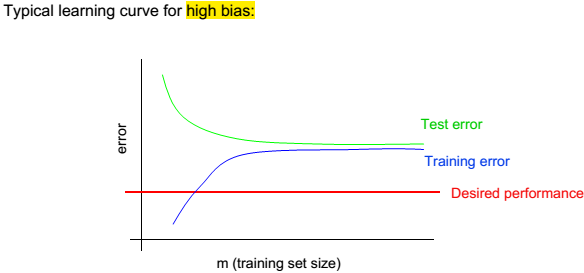 Typical learning curve for high bias:
error
Test error
Training error
Desired performance
m (training set size)